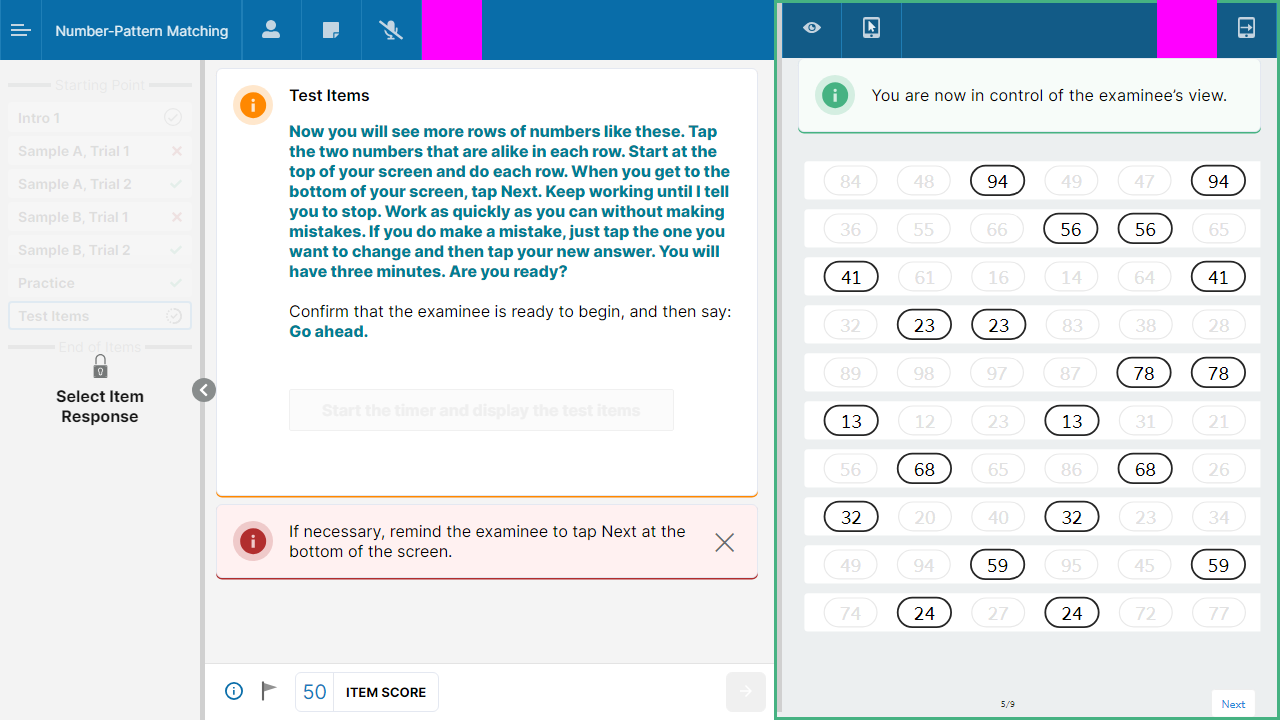 Number-Pattern Matching
Starting Point
Intro 1
Sample A, Trial 1
Sample A, Trial 2
Sample B, Trial 1
Sample B, Trial 2
Practice
Test Items
End of Items
Select Item
Response
Test Items
Now you will see more rows of numbers like these. Tap
the two numbers that are alike in each row. Start at the
top of your screen and do each row. When you get to the
bottom of your screen, tap Next. Keep working until I tell
you to stop. Work as quickly as you can without making
mistakes. If you do make a mistake, just tap the one you
want to change and then tap your new answer. You will
have three minutes. Are you ready?
Confirm that the examinee is ready to begin, and then say:
Go ahead.
Start the timer and display the test items
If necessary, remind the examinee to tap Next at the
bottom of the screen.
50 ITEM SCORE
You are now in control of the examinee's view.
84 48 94 49 47 94
36 55 66 56 56 65
41 61 16 14 64 41
32 23 23 83 38 28
89 98 97 87 78 78
13 12 23 13 31 21
56 68 65 86 68 26
32 20 40 32 23 34
49 94 59 95 45 59
74 24 27 24 72 77
5/9
Next